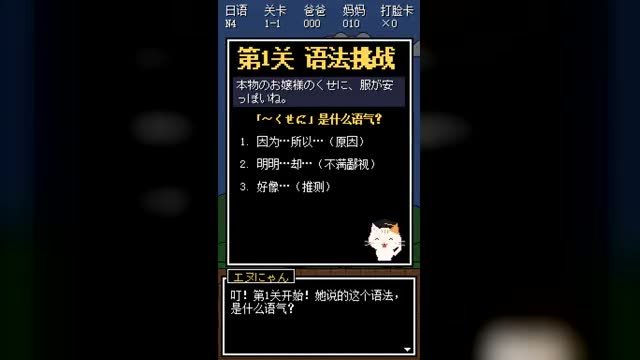 日语 关卡 爸爸 妈妈 打脸卡
N4 1-1 000 010 ×0
第1关 语法挑战
本物のお嬢様のくせに、服が安
っぽいね。
「～くせに」是什么语气?
1. 因为…所以…(原因)
2. 明明…却…(不满鄙视)
3. 好像…(推测)
エヌにゃん
叮! 第1关开始! 她说的这个语法,
是什么语气?